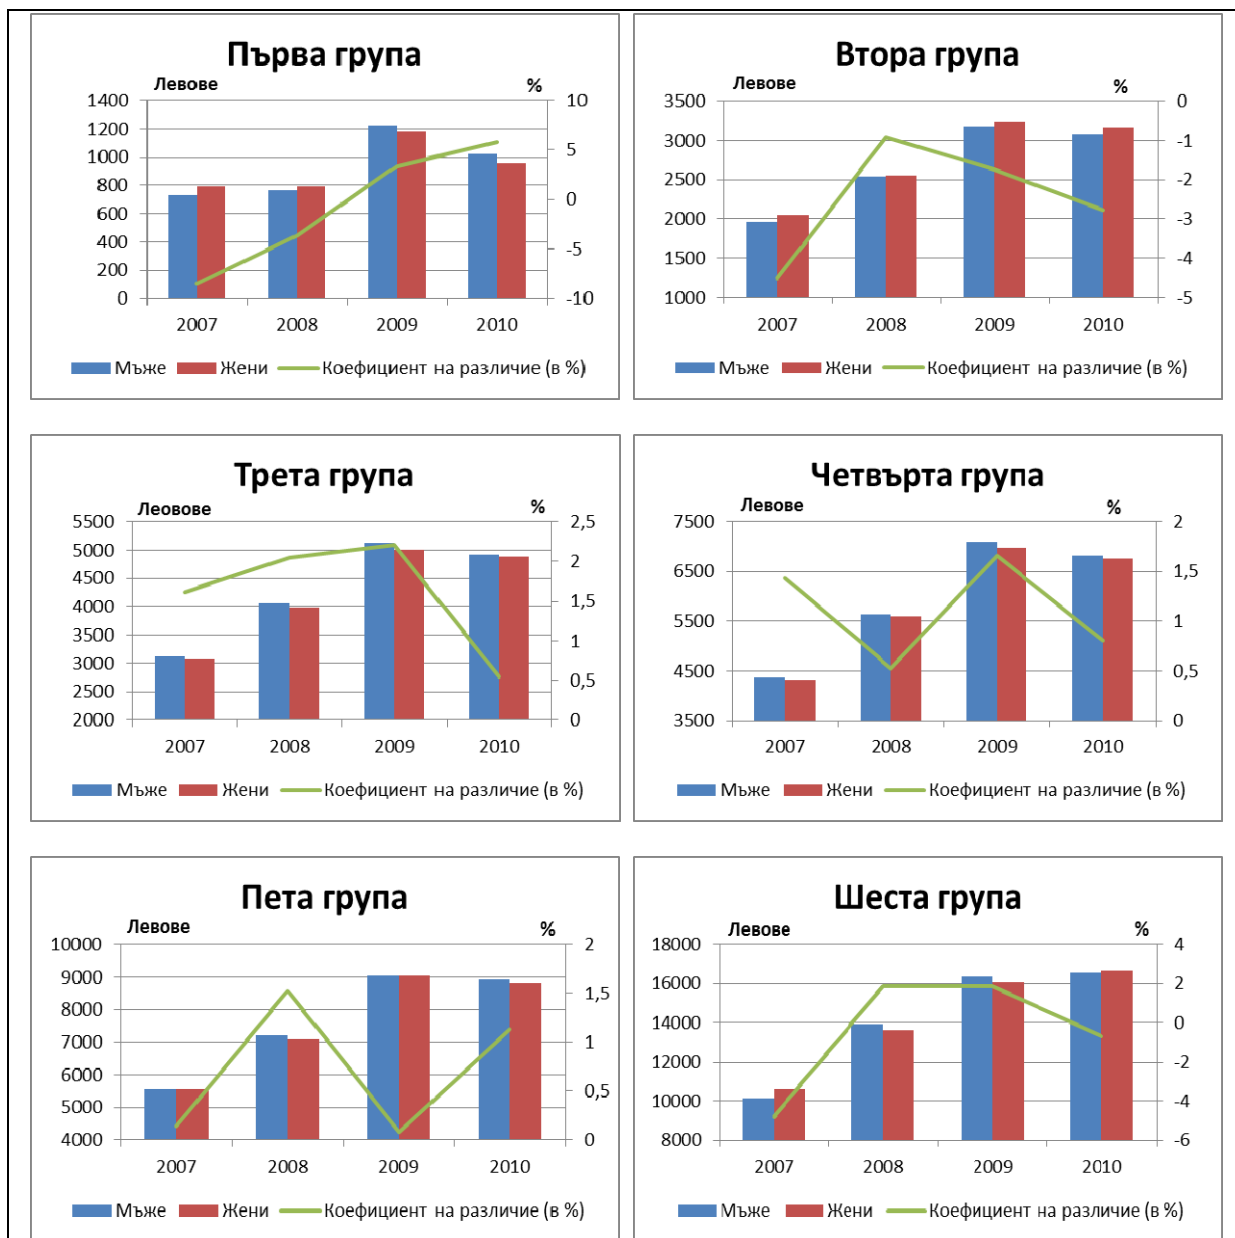 Първа група
Левове %
1400 10
1200
1000 5
800 0
600
400 -5
200
0 -10
2007 2008 2009 2010
Мъже Жени Коефициент на различие (в %)
Втора група
Левове %
3500 0
3000 -1
2500 -2
2000 -3
1500 -4
1000 -5
2007 2008 2009 2010
Мъже Жени Коефициент на различие (в %)
Трета група
Леовове %
5500 2,5
5000
4500 2
4000 1,5
3500 1
3000
2500 0,5
2000 0
2007 2008 2009 2010
Мъже Жени Коефициент на различие (в %)
Четвърта група
Левове %
7500 2
6500 1,5
5500 1
4500 0,5
3500 0
2007 2008 2009 2010
Мъже Жени Коефициент на различие (в %)
Пета група
Левове %
10000 2
9000
8000 1,5
7000 1
6000 0,5
5000
4000 0
2007 2008 2009 2010
Мъже Жени Коефициент на различие (в %)
Шеста група
Левове %
18000 4
16000 2
14000 0
12000 -2
10000 -4
8000 -6
2007 2008 2009 2010
Мъже Жени Коефициент на различие (в %)